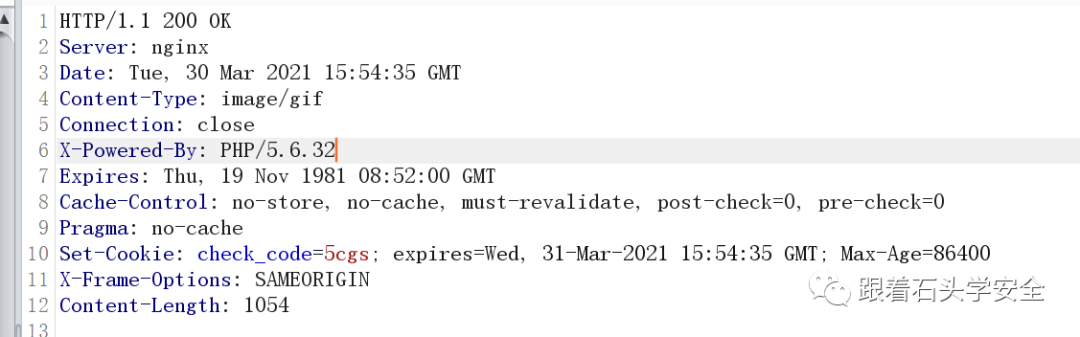 1 HTTP/1.1 200 OK
2 Server: nginx
3 Date: Tue, 30 Mar 2021 15:54:35 GMT
4 Content-Type: image/gif
5 Connection: close
6 X-Powered-By: PHP/5.6.32
7 Expires: Thu, 19 Nov 1981 08:52:00 GMT
8 Cache-Control: no-store, no-cache, must-revalidate, post-check=0, pre-check=0
9 Pragma: no-cache
10 Set-Cookie: check_code=5cgs; expires=Wed, 31-Mar-2021 15:54:35 GMT; Max-Age=86400
11 X-Frame-Options: SAMEORIGIN
12 Content-Length: 1054
13
跟着石头学安全